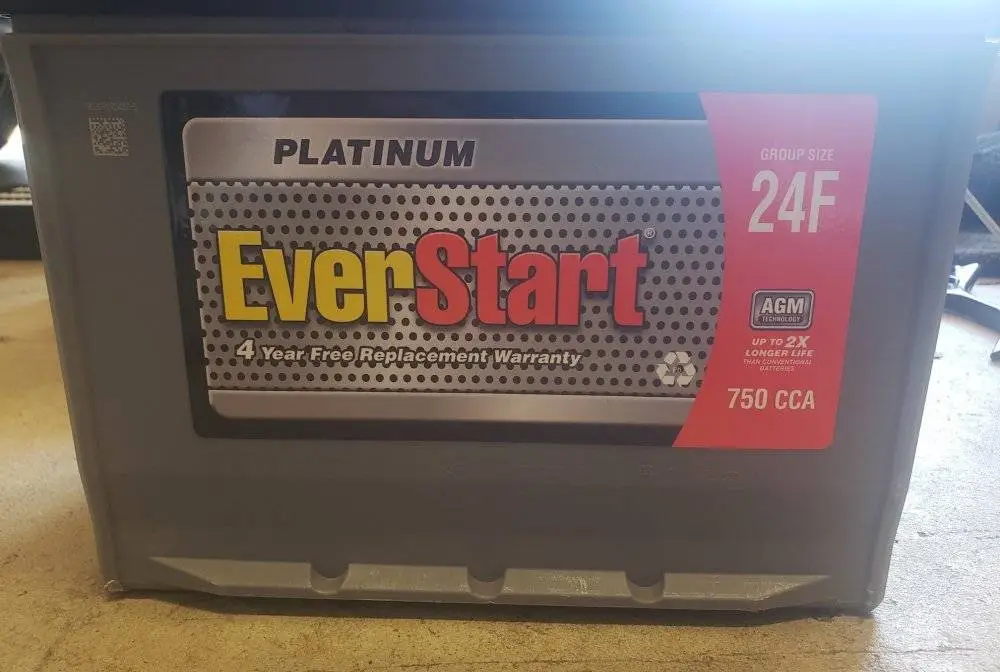 PLATINUM
EverStart®
4 Year Free Replacement Warranty
GROUP SIZE
24F
AGM
TECHNOLOGY
UP TO 2X
LONGER LIFE
THAN CONVENTIONAL
BATTERIES
750 CCA